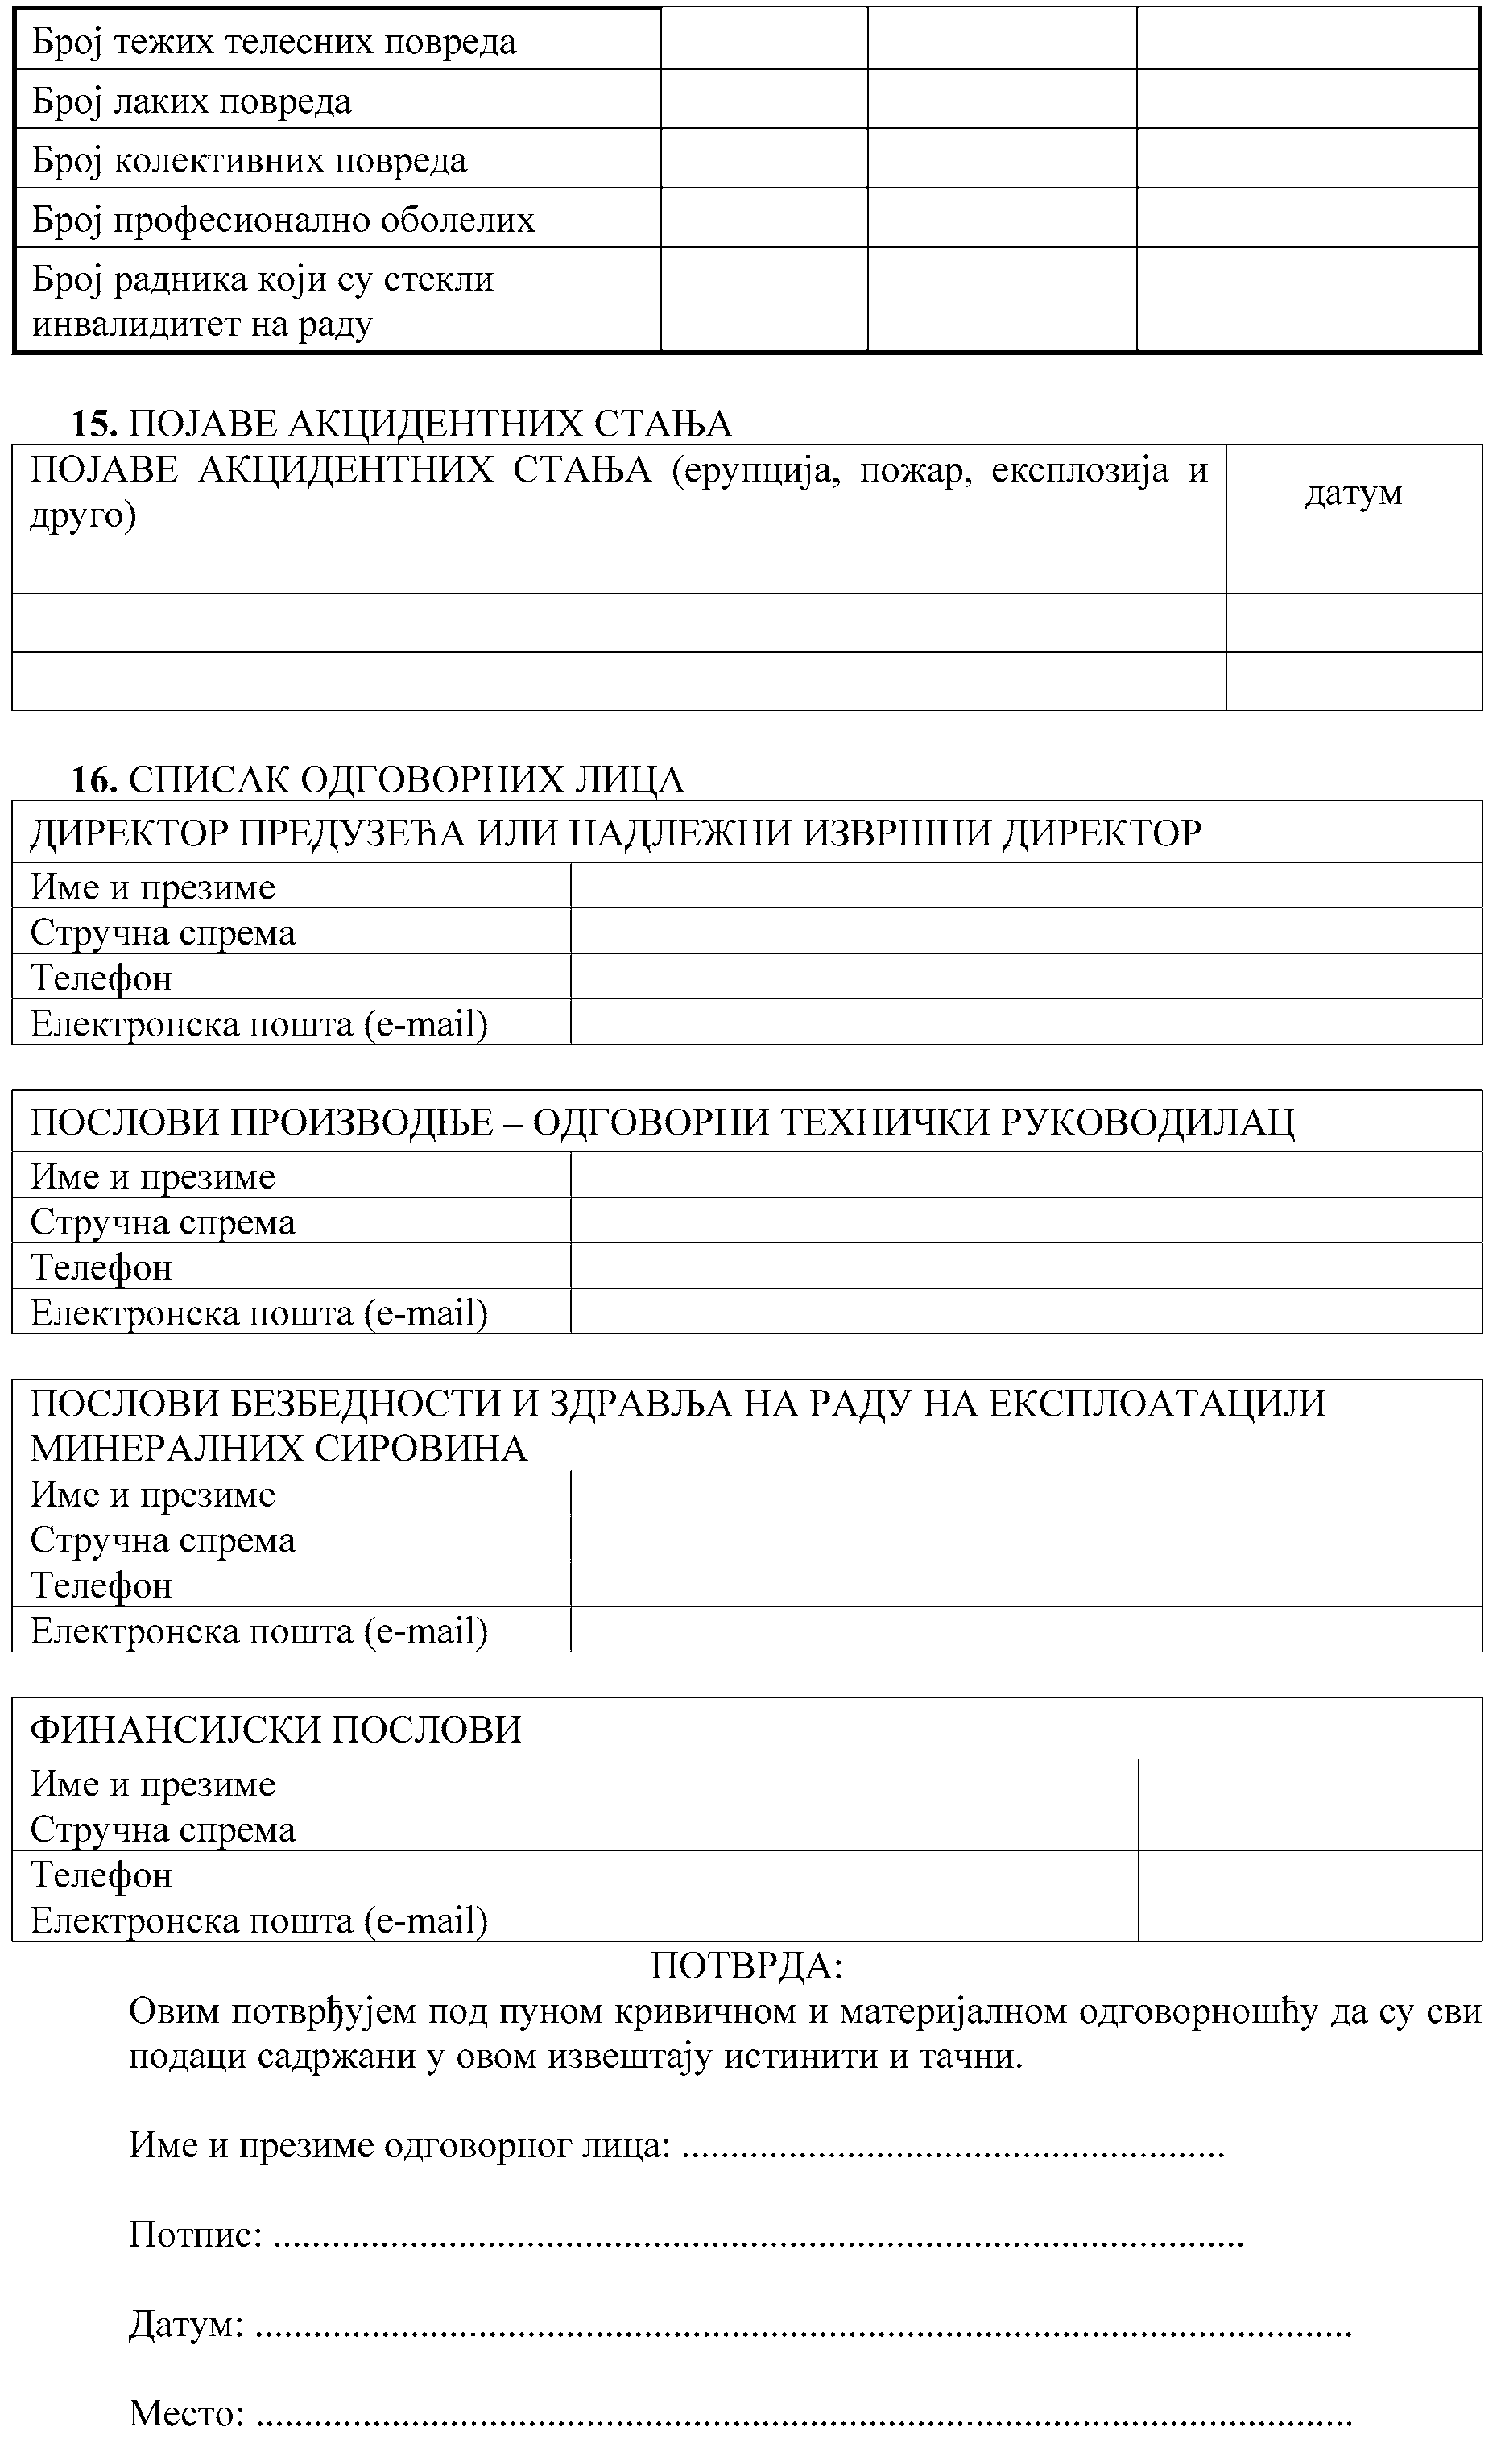 Број тежих телесних повреда
Број лаких повреда
Број колективних повреда
Број професионално оболелих
Број радника који су стекли
инвалидитет на раду
15. ПОЈАВЕ АКЦИДЕНТНИХ СТАЊА
ПОЈАВЕ АКЦИДЕНТНИХ СТАЊА (ерупција, пожар, експлозија и
друго)
датум
16. СПИСАК ОДГОВОРНИХ ЛИЦА
ДИРЕКТОР ПРЕДУЗЕЋА ИЛИ НАДЛЕЖНИ ИЗВРШНИ ДИРЕКТОР
Име и презиме
Стручна спрема
Телефон
Електронска пошта (e-mail)
ПОСЛОВИ ПРОИЗВОДЊЕ – ОДГОВОРНИ ТЕХНИЧКИ РУКОВОДИЛАЦ
Име и презиме
Стручна спрема
Телефон
Електронска пошта (e-mail)
ПОСЛОВИ БЕЗБЕДНОСТИ И ЗДРАВЉА НА РАДУ НА ЕКСПЛОАТАЦИЈИ
МИНЕРАЛНИХ СИРОВИНА
Име и презиме
Стручна спрема
Телефон
Електронска пошта (e-mail)
ФИНАНСИЈСКИ ПОСЛОВИ
Име и презиме
Стручна спрема
Телефон
Електронска пошта (e-mail)
ПОТВРДА:
Овим потврђујем под пуном кривичном и материјалном одговорношћу да су сви
подаци садржани у овом извештају истинити и тачни.
Име и презиме одговорног лица: ........................................................
Потпис: ....................................................................................................
Датум: .................................................................................................................
Место: .................................................................................................................